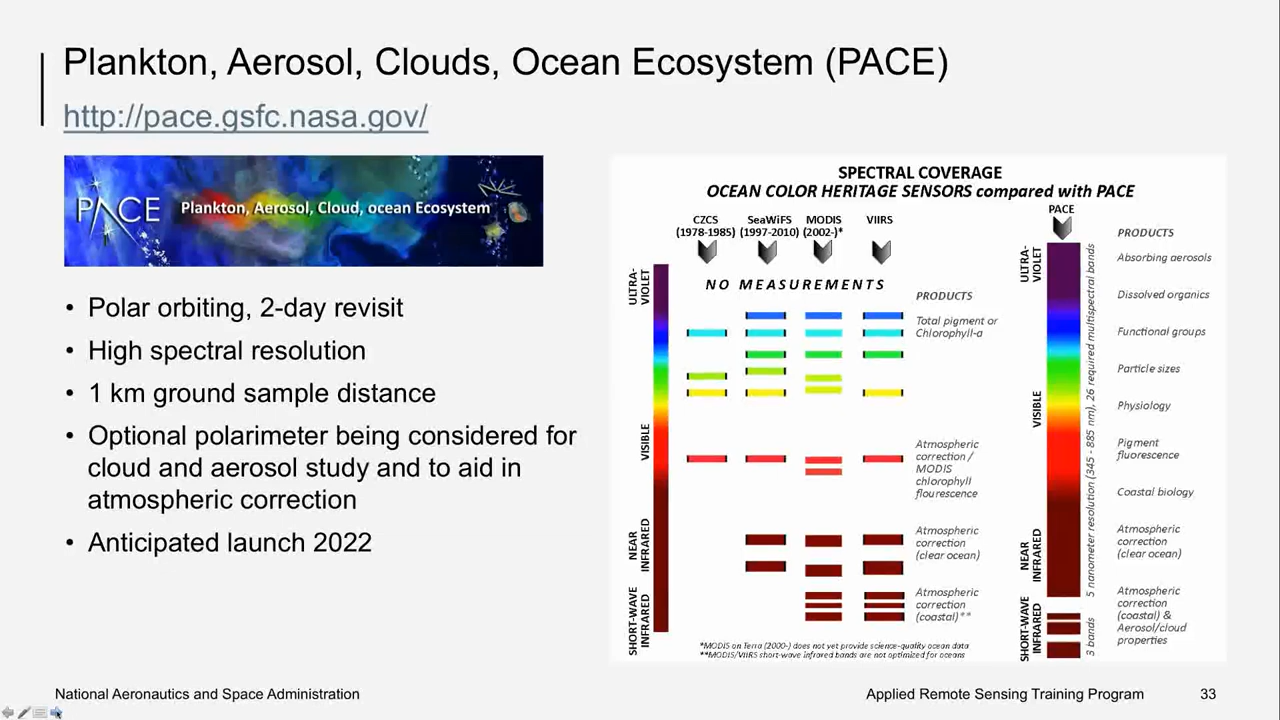 Plankton, Aerosol, Clouds, Ocean Ecosystem (PACE)
http://pace.gsfc.nasa.gov/
PACE Plankton, Aerosol, Cloud, ocean Ecosystem
• Polar orbiting, 2-day revisit
• High spectral resolution
• 1 km ground sample distance
• Optional polarimeter being considered for
cloud and aerosol study and to aid in
atmospheric correction
• Anticipated launch 2022
SPECTRAL COVERAGE
OCEAN COLOR HERITAGE SENSORS compared with PACE
CZCS
(1978-1985)
SeaWiFS
(1997-2010)
MODIS
(2002-)*
VIIRS
ULTRA-
VIOLET
VISIBLE
NEAR
INFRARED
SHORT-WAVE
INFRARED
NO MEASUREMENTS
PRODUCTS
Total pigment or
Chlorophyll-a
Atmospheric
correction /
MODIS
chlorophyll
flourescence
Atmospheric
correction
(clear ocean)
Atmospheric
correction
(coastal)**
*MODIS on Terra (2000-) does not yet provide science-quality ocean data
**MODIS/VIIRS short-wave infrared bands are not optimized for oceans
PACE
ULTRA-
VIOLET
VISIBLE
NEAR
INFRARED
SHORT-WAVE
INFRARED
5 nanometer resolution (345 - 885 nm), 26 required multispectral bands
3 bands
PRODUCTS
Absorbing aerosols
Dissolved organics
Functional groups
Particle sizes
Physiology
Pigment
fluorescence
Coastal biology
Atmospheric
correction
(clear ocean)
Atmospheric
correction
(coastal) &
Aerosol/cloud
properties
National Aeronautics and Space Administration
Applied Remote Sensing Training Program
33